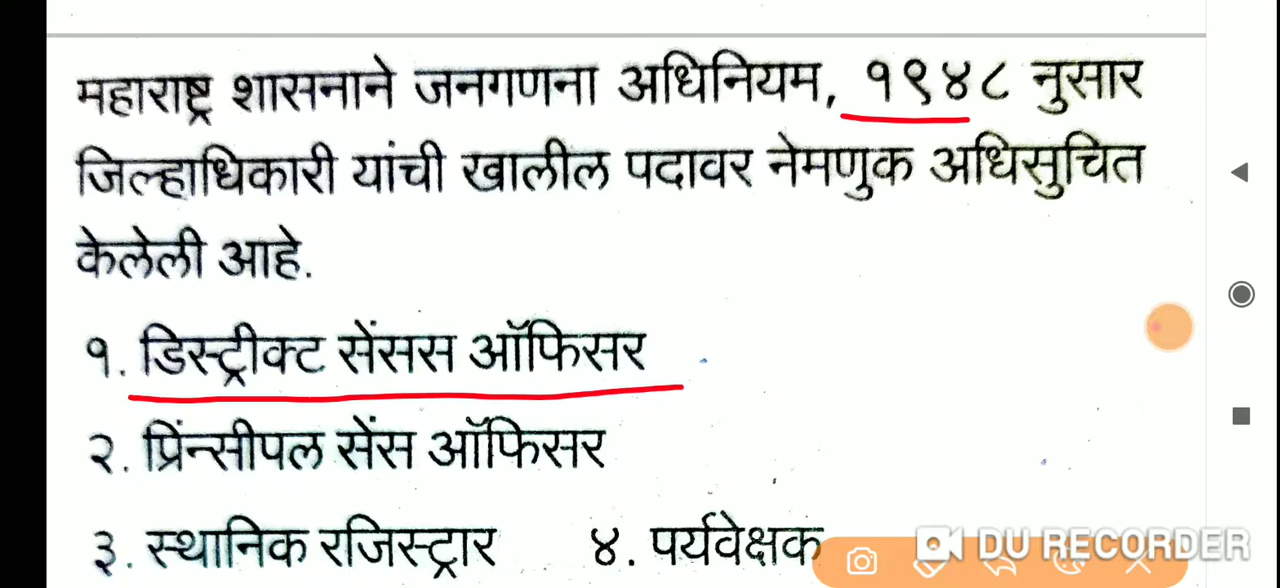 महाराष्ट्र शासनाने जनगणना अधिनियम, १९४८ नुसार
जिल्हाधिकारी यांची खालील पदावर नेमणुक अधिसुचित
केलेली आहे.
१. डिस्ट्रीक्ट सेंसस ऑफिसर
२. प्रिंन्सीपल सेंस ऑफिसर
३. स्थानिक रजिस्ट्रार ४. पर्यवेक्षक
DU RECORDER